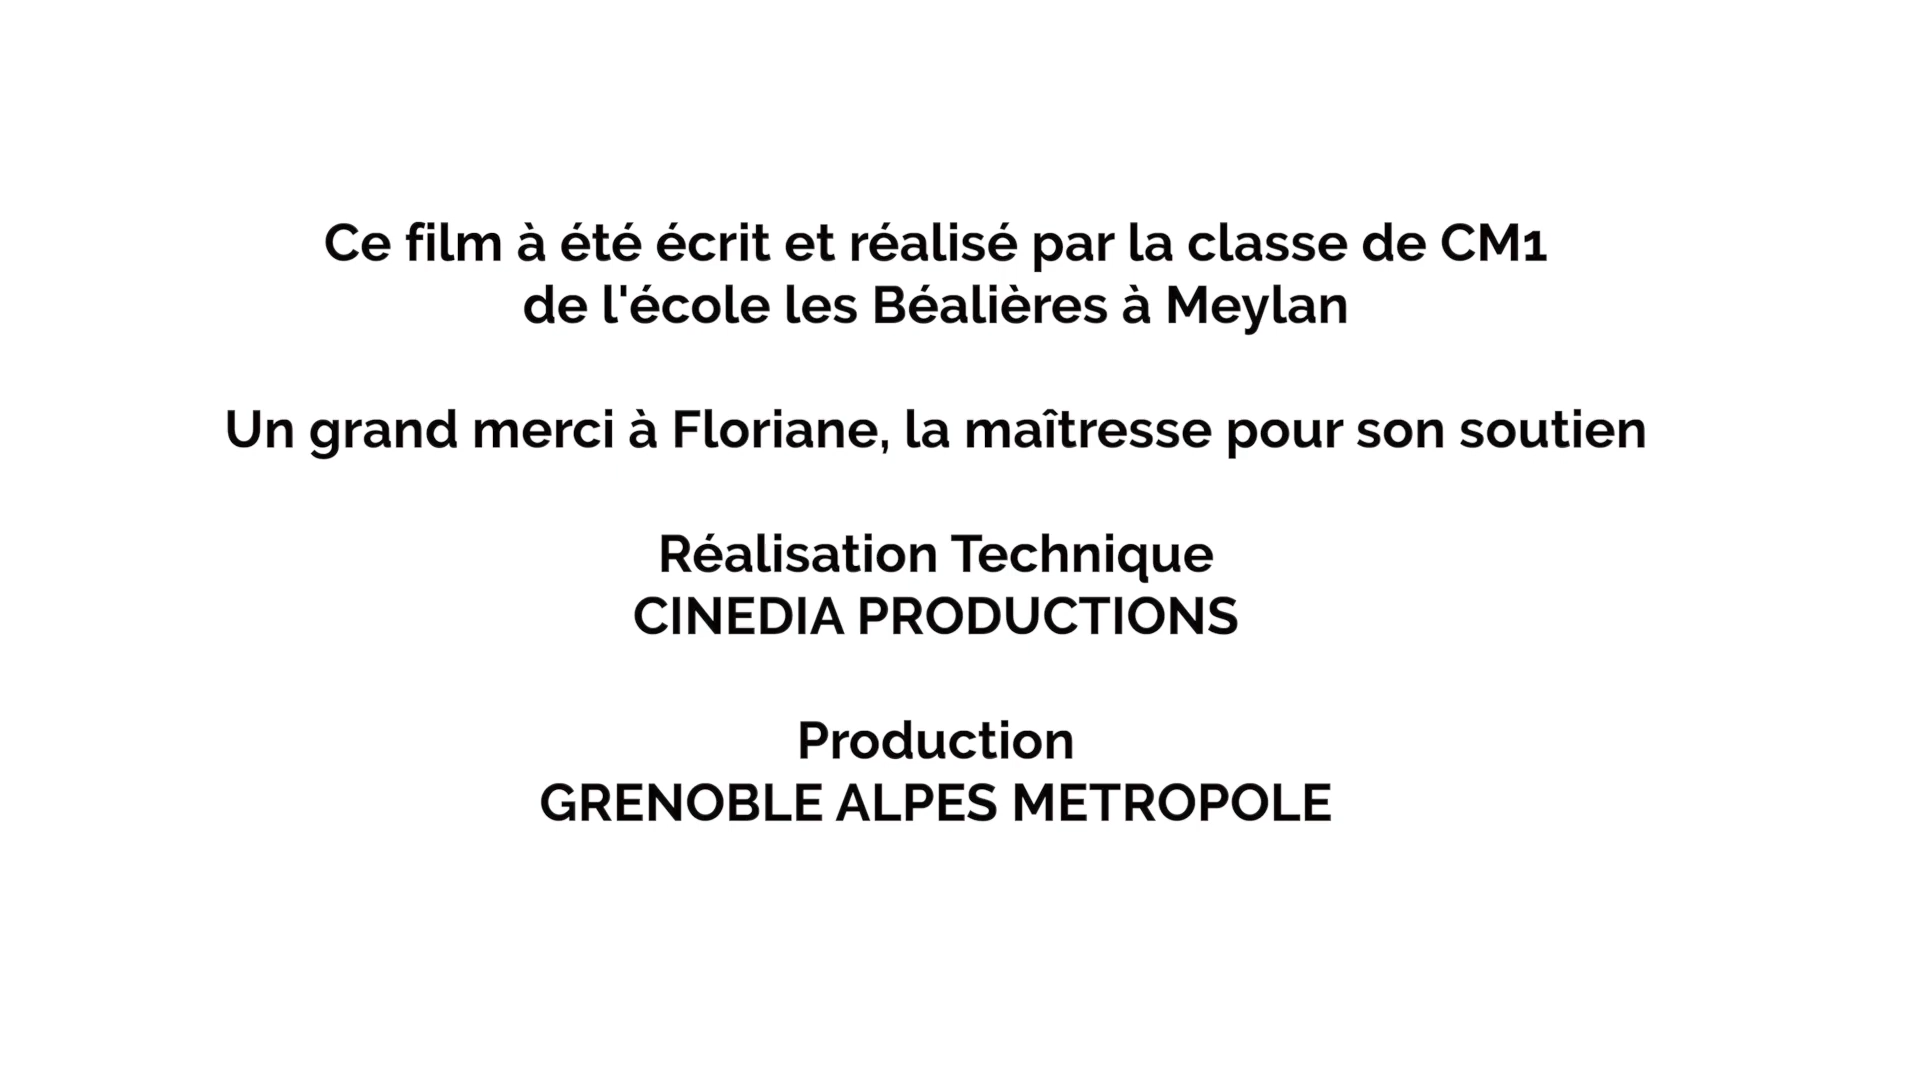 Ce film à été écrit et réalisé par la classe de CM1
de l'école les Béalières à Meylan
Un grand merci à Floriane, la maîtresse pour son soutien
Réalisation Technique
CINEDIA PRODUCTIONS
Production
GRENOBLE ALPES METROPOLE